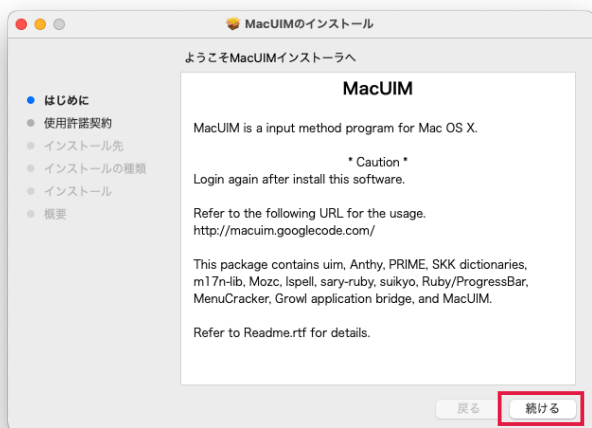 MacUIMのインストール
ようこそMacUIMインストーラへ
はじめに
使用許諾契約
インストール先
インストールの種類
インストール
概要
MacUIM
MacUIM is a input method program for Mac OS X.
* Caution *
Login again after install this software.
Refer to the following URL for the usage.
http://macuim.googlecode.com/
This package contains uim, Anthy, PRIME, SKK dictionaries,
m17n-lib, Mozc, Ispell, sary-ruby, suikyo, Ruby/ProgressBar,
MenuCracker, Growl application bridge, and MacUIM.
Refer to Readme.rtf for details.
戻る
続ける